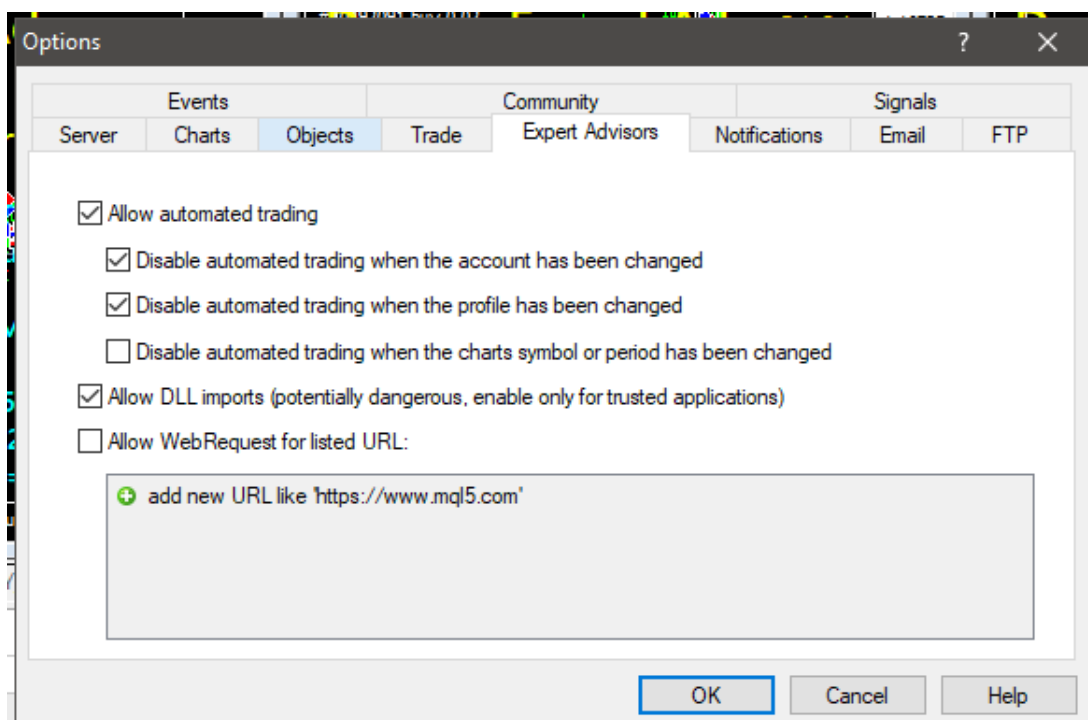 Options
?
Events Community Signals
Server Charts Objects Trade Expert Advisors Notifications Email FTP
Allow automated trading
Disable automated trading when the account has been changed
Disable automated trading when the profile has been changed
Disable automated trading when the charts symbol or period has been changed
Allow DLL imports (potentially dangerous, enable only for trusted applications)
Allow WebRequest for listed URL:
add new URL like 'https://www.mql5.com'
OK Cancel Help